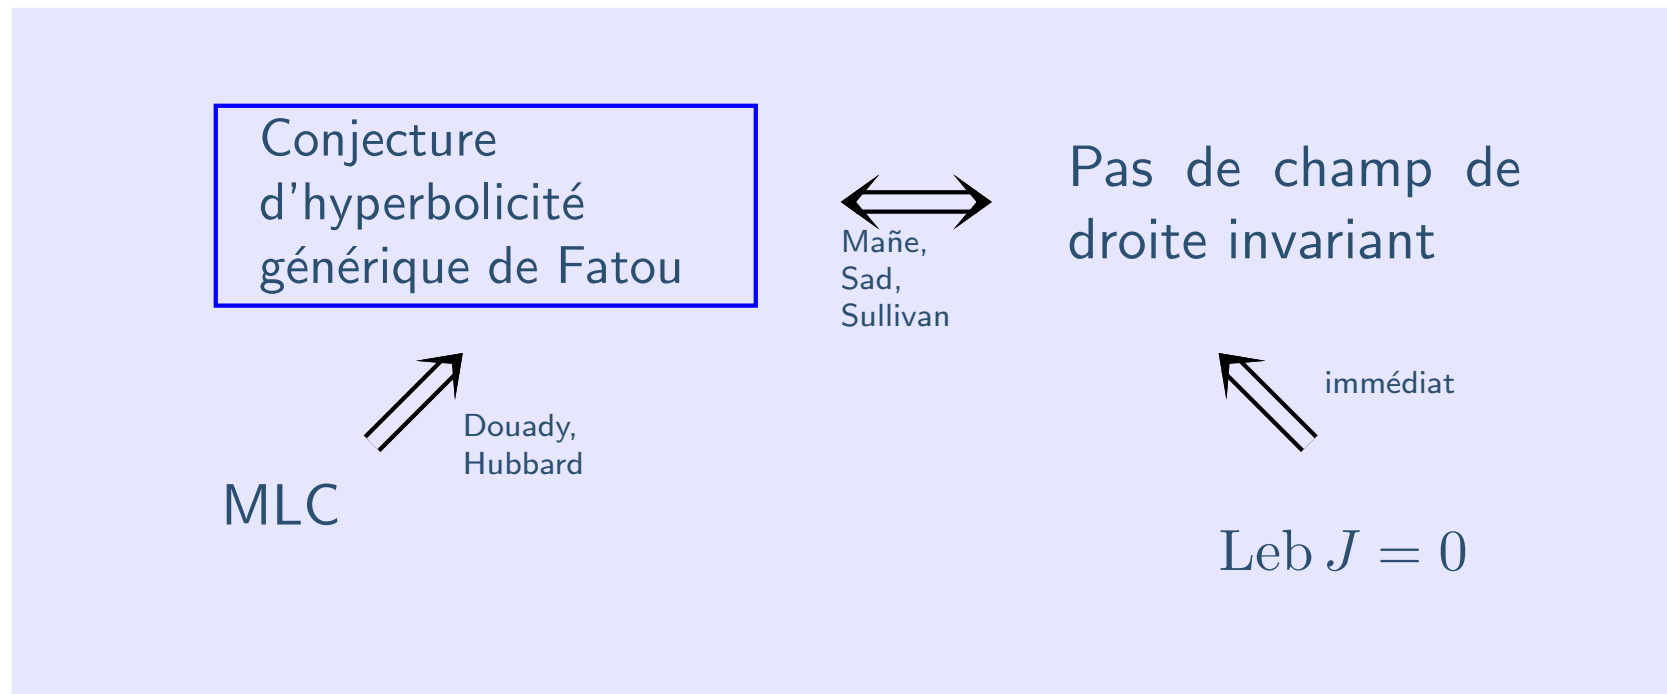 Conjecture
d'hyperbolicité
générique de Fatou
Pas de champ de
droite invariant
Mañe,
Sad,
Sullivan
immédiat
Douady,
Hubbard
MLC
Leb J = 0